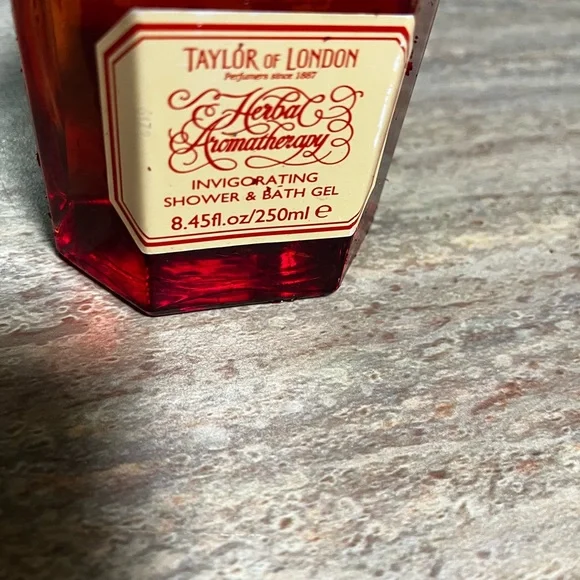 TAYLOR OF LONDON
Perfumers since 1887
Herbal
Aromatherapy
INVIGORATING
SHOWER & BATH GEL
8.45fl.oz/250ml ℮